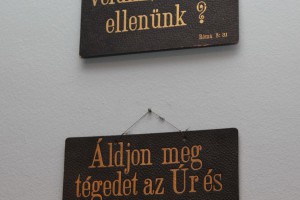 ellenünk ?
Róma. 8: 31
Áldjon meg
tégedet az Úr és